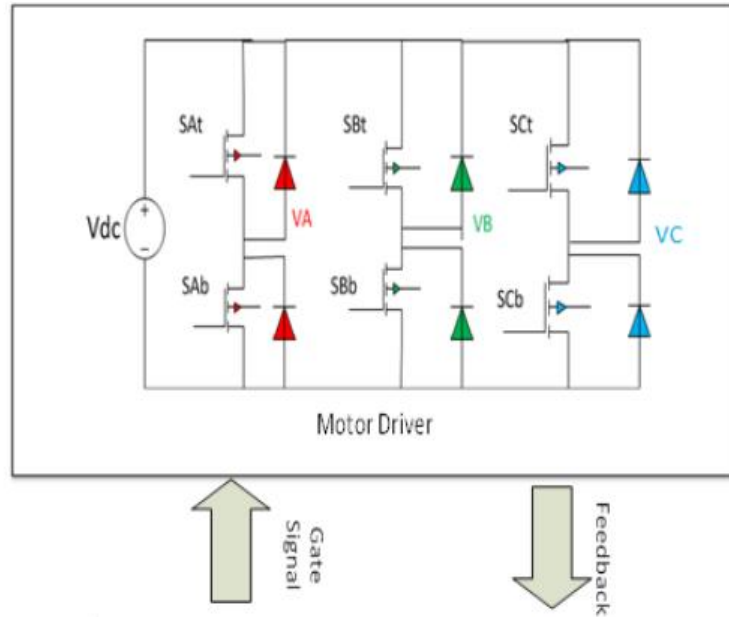 SAt
SBt
SCt
Vdc
+
−
VA
VB
VC
SAb
SBb
SCb
Motor Driver
Gate
Signal
Feedback